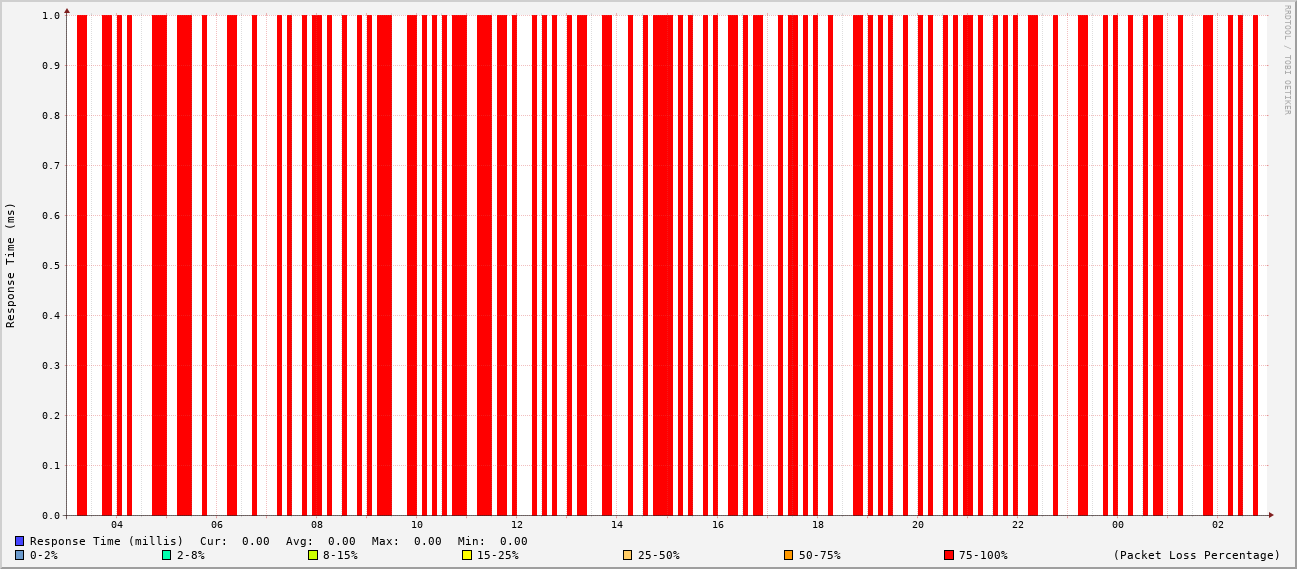 1.0
0.9
0.8
0.7
0.6
0.5
0.4
0.3
0.2
0.1
0.0
Response Time (ms)
RRDTOOL / TOBI OETIKER
04 06 08 10 12 14 16 18 20 22 00 02
Response Time (millis) Cur: 0.00 Avg: 0.00 Max: 0.00 Min: 0.00
0-2% 2-8% 8-15% 15-25% 25-50% 50-75% 75-100% (Packet Loss Percentage)